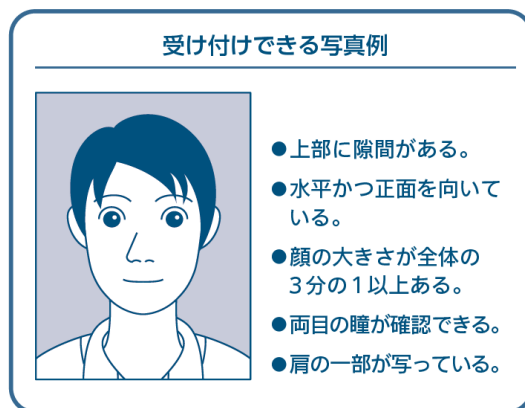 受け付けできる写真例
●上部に隙間がある。
●水平かつ正面を向いて
いる。
●顔の大きさが全体の
3分の1以上ある。
●両目の瞳が確認できる。
●肩の一部が写っている。